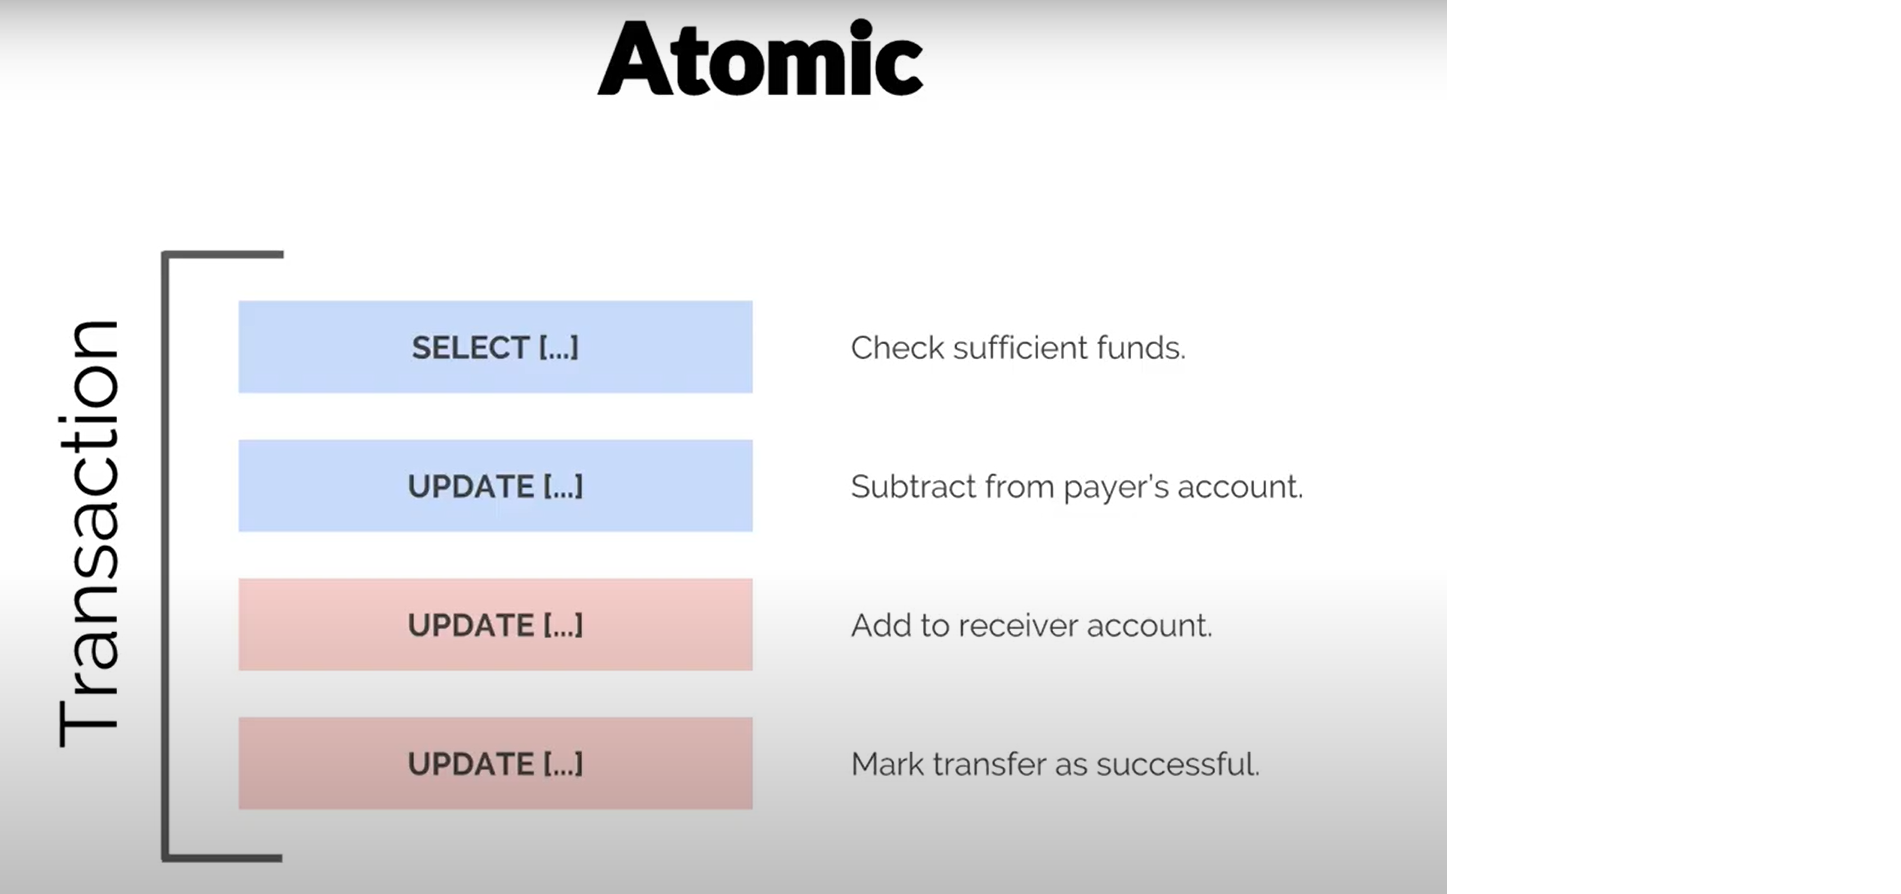 Atomic
Transaction
SELECT [...]
Check sufficient funds.
UPDATE [...]
Subtract from payer's account.
UPDATE [...]
Add to receiver account.
UPDATE [...]
Mark transfer as successful.